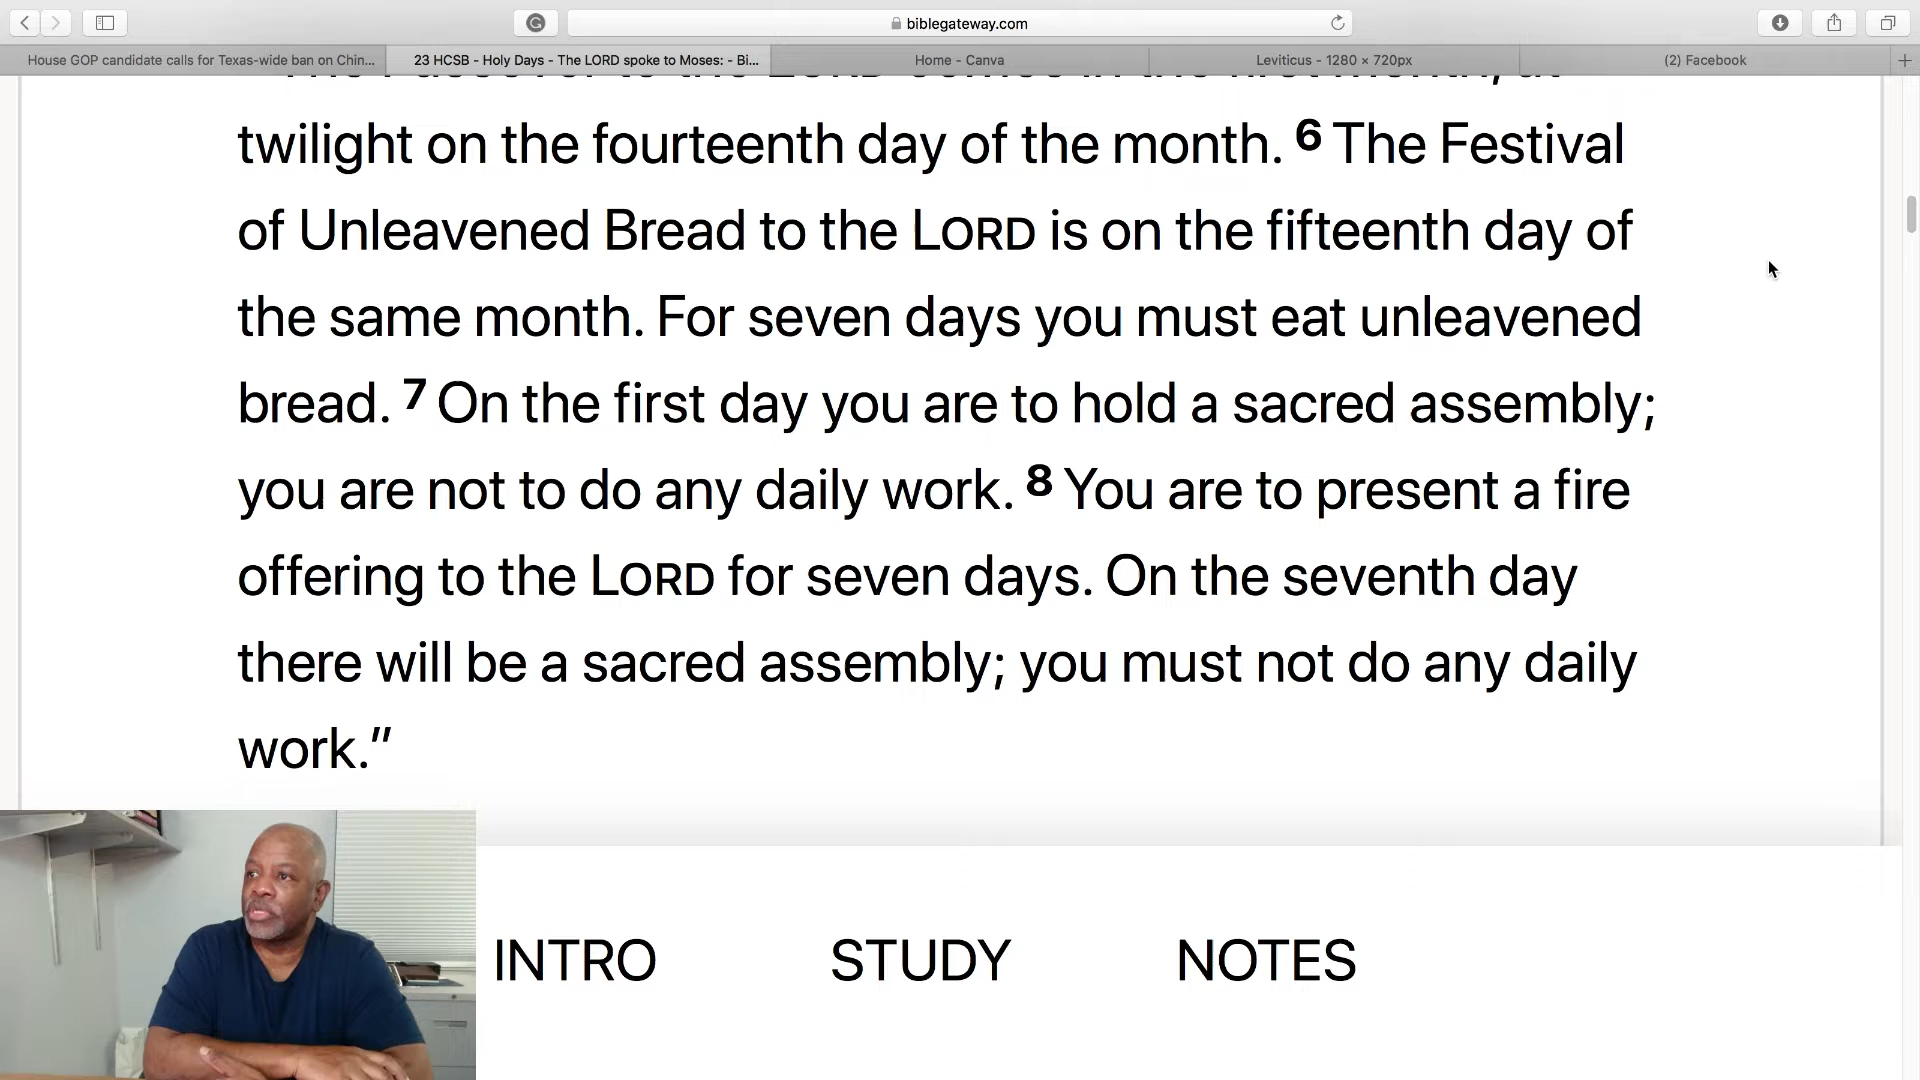 biblegateway.com
House GOP candidate calls for Texas-wide ban on Chin...
23 HCSB - Holy Days - The LORD spoke to Moses: - Bi...
Home - Canva
Leviticus - 1280 × 720px
(2) Facebook
twilight on the fourteenth day of the month. 6 The Festival
of Unleavened Bread to the LORD is on the fifteenth day of
the same month. For seven days you must eat unleavened
bread. 7 On the first day you are to hold a sacred assembly;
you are not to do any daily work. 8 You are to present a fire
offering to the LORD for seven days. On the seventh day
there will be a sacred assembly; you must not do any daily
work.”
INTRO
STUDY
NOTES